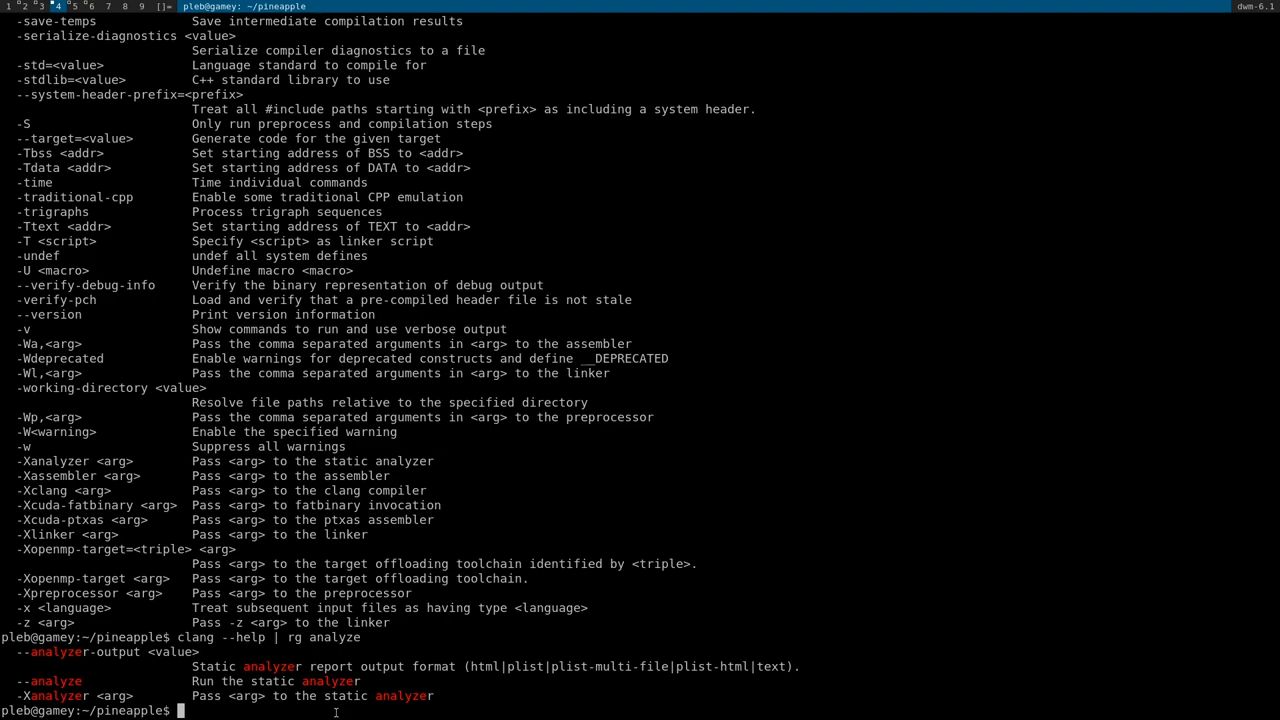 1 2 3 4 5 6 7 8 9 []= pleb@gamey: ~/pineapple dwm-6.1
-save-temps Save intermediate compilation results
-serialize-diagnostics <value>
Serialize compiler diagnostics to a file
-std=<value> Language standard to compile for
-stdlib=<value> C++ standard library to use
--system-header-prefix=<prefix>
Treat all #include paths starting with <prefix> as including a system header.
-S Only run preprocess and compilation steps
--target=<value> Generate code for the given target
-Tbss <addr> Set starting address of BSS to <addr>
-Tdata <addr> Set starting address of DATA to <addr>
-time Time individual commands
-traditional-cpp Enable some traditional CPP emulation
-trigraphs Process trigraph sequences
-Ttext <addr> Set starting address of TEXT to <addr>
-T <script> Specify <script> as linker script
-undef undef all system defines
-U <macro> Undefine macro <macro>
--verify-debug-info Verify the binary representation of debug output
-verify-pch Load and verify that a pre-compiled header file is not stale
--version Print version information
-v Show commands to run and use verbose output
-Wa,<arg> Pass the comma separated arguments in <arg> to the assembler
-Wdeprecated Enable warnings for deprecated constructs and define __DEPRECATED
-Wl,<arg> Pass the comma separated arguments in <arg> to the linker
-working-directory <value>
Resolve file paths relative to the specified directory
-Wp,<arg> Pass the comma separated arguments in <arg> to the preprocessor
-W<warning> Enable the specified warning
-w Suppress all warnings
-Xanalyzer <arg> Pass <arg> to the static analyzer
-Xassembler <arg> Pass <arg> to the assembler
-Xclang <arg> Pass <arg> to the clang compiler
-Xcuda-fatbinary <arg> Pass <arg> to fatbinary invocation
-Xcuda-ptxas <arg> Pass <arg> to the ptxas assembler
-Xlinker <arg> Pass <arg> to the linker
-Xopenmp-target=<triple> <arg>
Pass <arg> to the target offloading toolchain identified by <triple>.
-Xopenmp-target <arg> Pass <arg> to the target offloading toolchain.
-Xpreprocessor <arg> Pass <arg> to the preprocessor
-x <language> Treat subsequent input files as having type <language>
-z <arg> Pass -z <arg> to the linker
pleb@gamey:~/pineapple$ clang --help | rg analyze
--analyzer-output <value>
Static analyzer report output format (html|plist|plist-multi-file|plist-html|text).
--analyze Run the static analyzer
-Xanalyzer <arg> Pass <arg> to the static analyzer
pleb@gamey:~/pineapple$